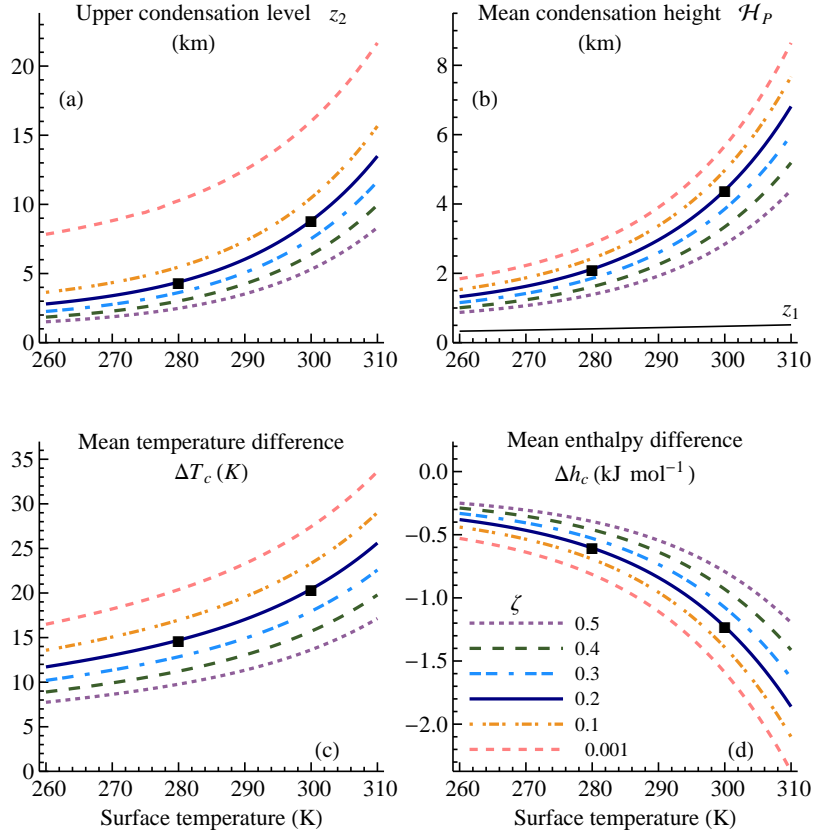 Upper condensation level z₂
(km)
(a)
20
15
10
5
0
260 270 280 290 300 310
Mean condensation height ℋ_P
(km)
(b)
8
6
4
2
0
z₁
260 270 280 290 300 310
Mean temperature difference
ΔT_c (K)
35
30
25
20
15
10
5
0
(c)
260 270 280 290 300 310
Surface temperature (K)
Mean enthalpy difference
Δh_c (kJ mol⁻¹)
0.0
−0.5
−1.0
−1.5
−2.0
ζ
0.5
0.4
0.3
0.2
0.1
0.001
(d)
260 270 280 290 300 310
Surface temperature (K)